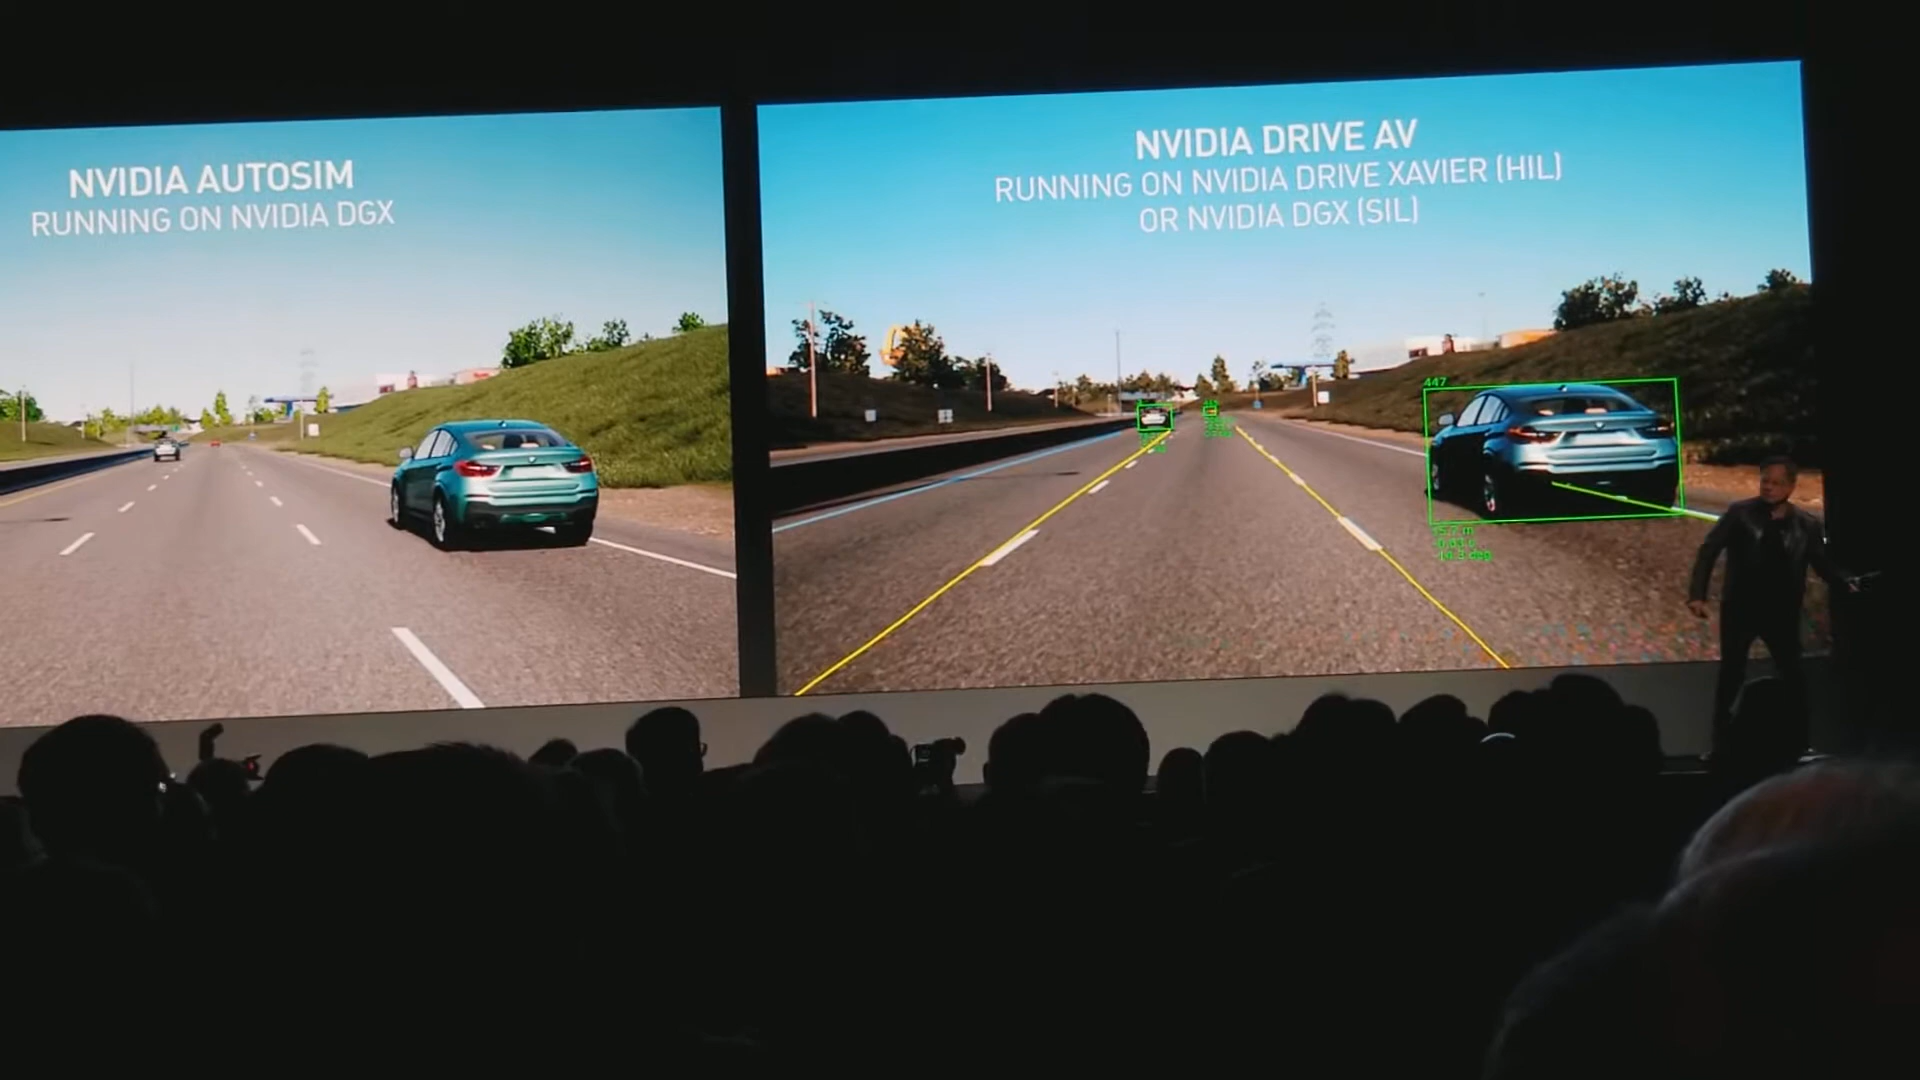 NVIDIA AUTOSIM
RUNNING ON NVIDIA DGX
NVIDIA DRIVE AV
RUNNING ON NVIDIA DRIVE XAVIER (HIL)
OR NVIDIA DGX (SIL)
447